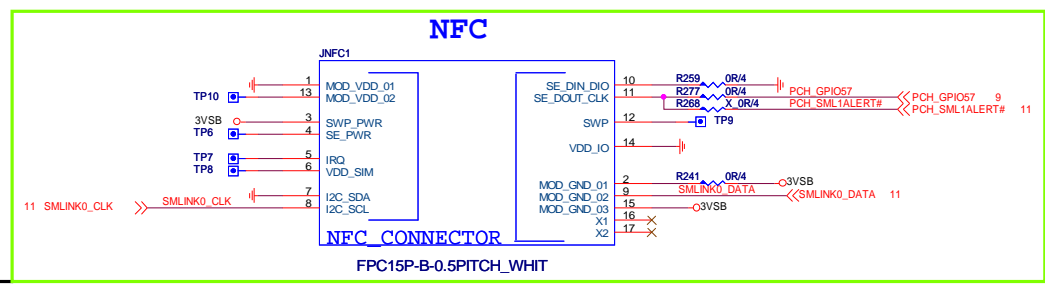 NFC
JNFC1
1 MOD_VDD_01
TP10 13 MOD_VDD_02
3VSB 3 SWP_PWR
TP6 4 SE_PWR
TP7 5 IRQ
TP8 6 VDD_SIM
7 I2C_SDA
11 SMLINK0_CLK SMLINK0_CLK 8 I2C_SCL
SE_DIN_DIO 10 R259 0R/4
SE_DOUT_CLK 11 R277 0R/4 PCH_GPIO57 PCH_GPIO57 9
R268 X_0R/4 PCH_SML1ALERT# PCH_SML1ALERT# 11
SWP 12 TP9
VDD_IO 14
MOD_GND_01 2 R241 0R/4 3VSB
MOD_GND_02 9 SMLINK0_DATA SMLINK0_DATA 11
MOD_GND_03 15 3VSB
X1 16
X2 17
NFC_CONNECTOR
FPC15P-B-0.5PITCH_WHIT